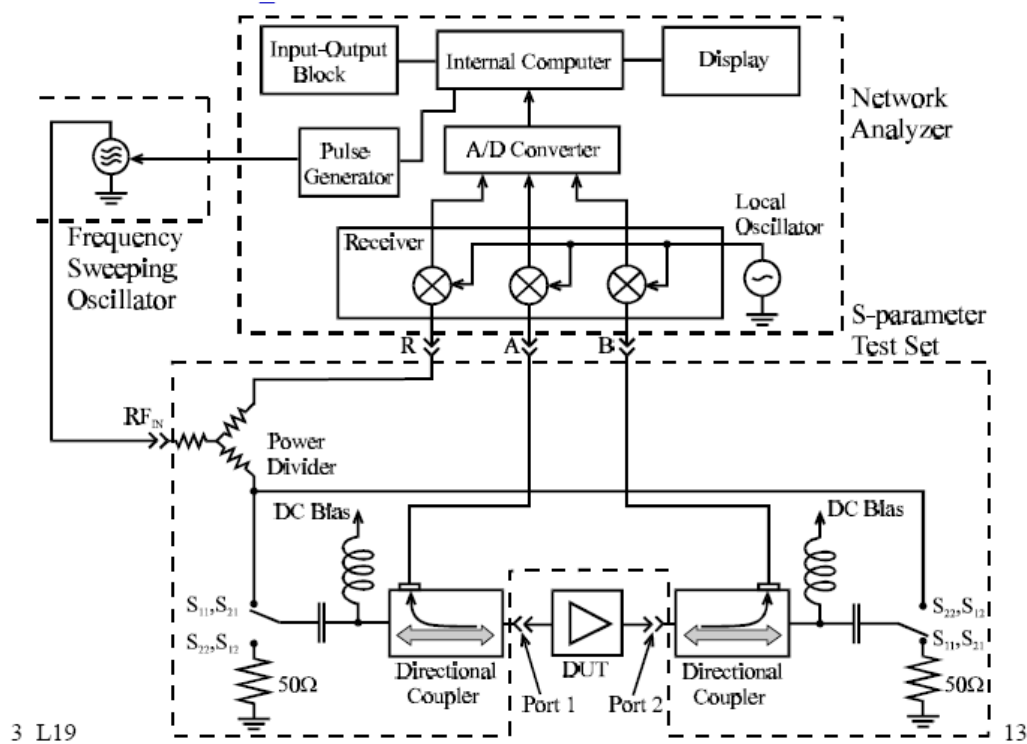 Input-Output
Block
Internal Computer
Display
Network
Analyzer
Pulse
Generator
A/D Converter
Local
Oscillator
Receiver
Frequency
Sweeping
Oscillator
S-parameter
Test Set
R
A
B
RF IN
Power
Divider
DC Bias
DC Bias
S11,S21
S22,S12
50Ω
Directional
Coupler
DUT
Port 1
Port 2
Directional
Coupler
S22,S12
S11,S21
50Ω
3 L19
13